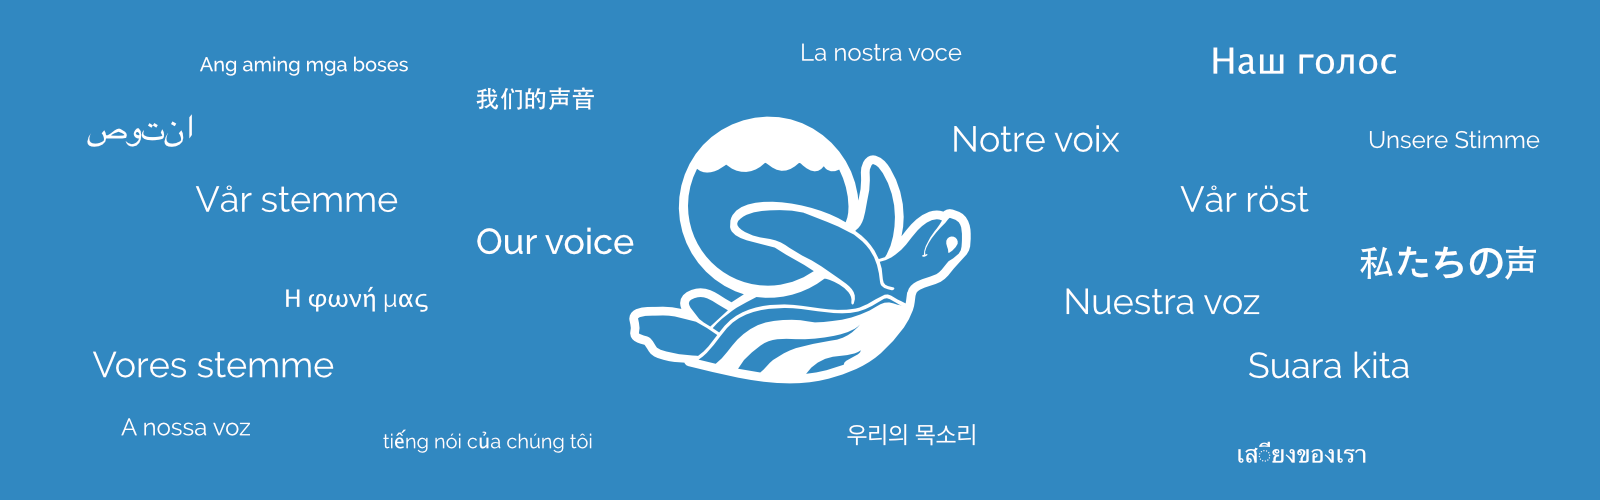 Ang aming mga boses
La nostra voce
Наш голос
我们的声音
انتوص
Notre voix
Unsere Stimme
Vår stemme
Vår röst
Our voice
私たちの声
Η φωνή μας
Nuestra voz
Vores stemme
Suara kita
A nossa voz
tiếng nói của chúng tôi
우리의 목소리
เส◌ียงของเรา